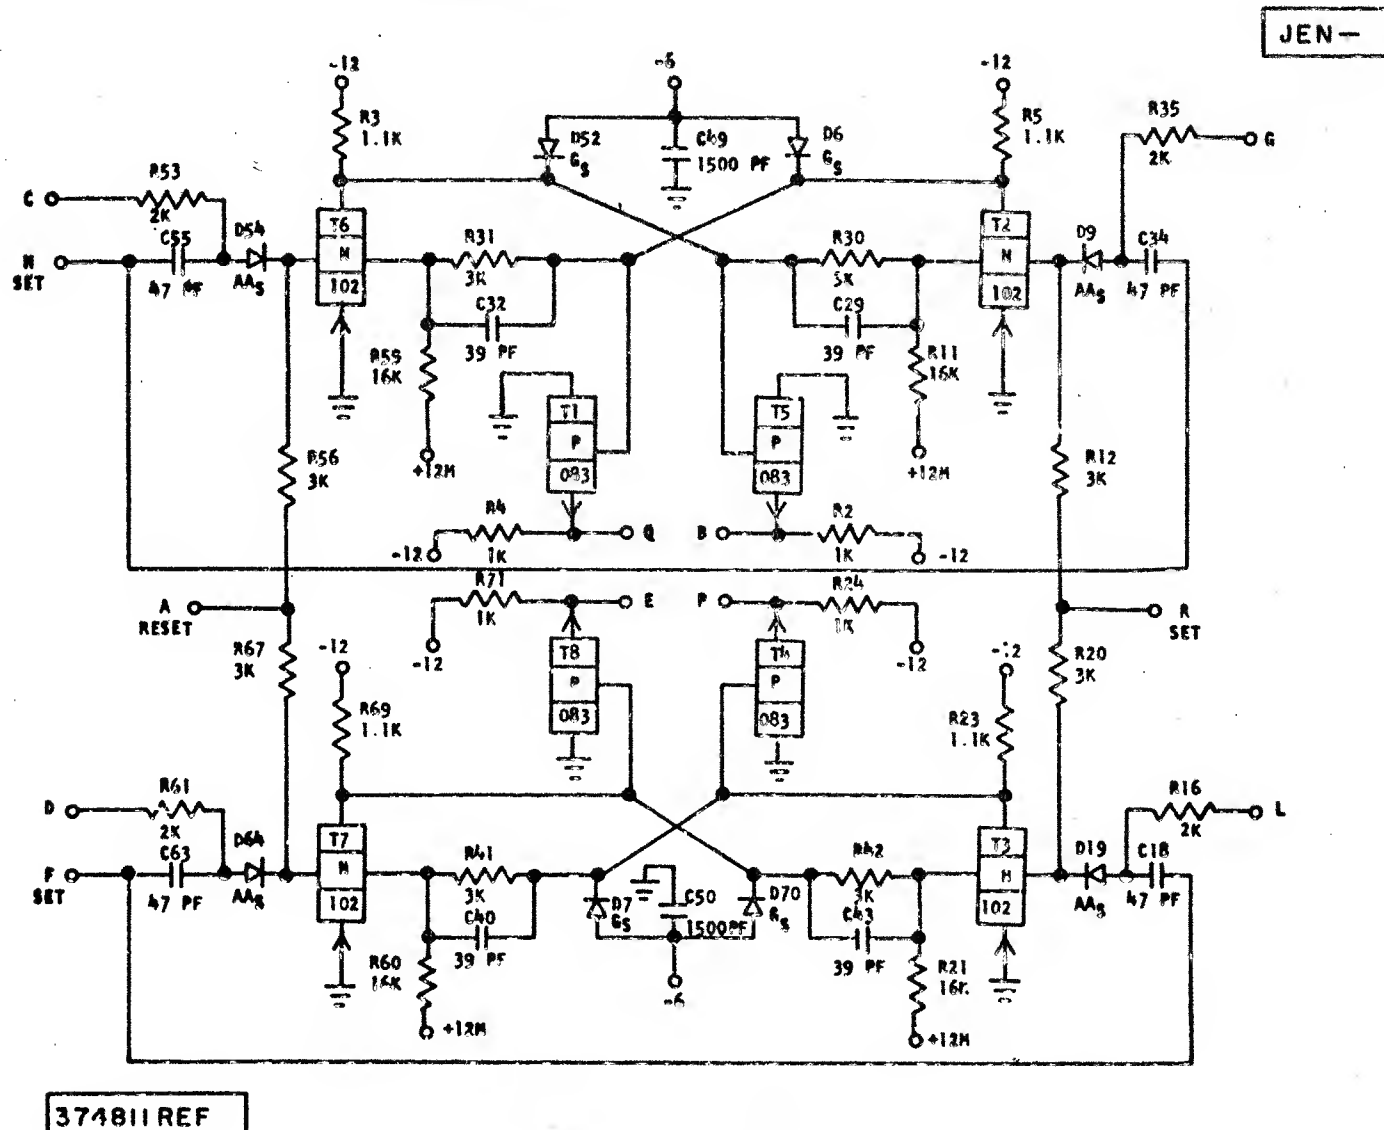 JEN-
-12
-6
-12
R3
1.1K
D52
GS
C49
1500 PF
D6
GS
R5
1.1K
R35
2K
G
C
R53
2K
N
SET
C55
47 PF
D54
AAS
T6
N
102
R31
3K
C32
39 PF
R59
16K
+12M
R30
3K
C29
39 PF
R11
16K
+12M
T2
N
102
D9
AAS
C34
47 PF
T1
P
083
T5
P
083
R56
3K
R12
3K
R4
1K
-12
Q
B
R2
1K
-12
A
RESET
R71
1K
-12
E
P
R24
1K
-12
R
SET
R67
3K
-12
R69
1.1K
T8
P
083
T4
P
083
-12
R23
1.1K
R20
3K
D
R61
2K
F
SET
C63
47 PF
D64
AAS
T7
N
102
R41
3K
C40
39 PF
R60
16K
+12M
D7
GS
C50
1500PF
-6
D70
GS
R42
3K
C43
39 PF
R21
16K
+12M
T3
N
102
D19
AAS
C18
47 PF
R16
2K
L
374811 REF